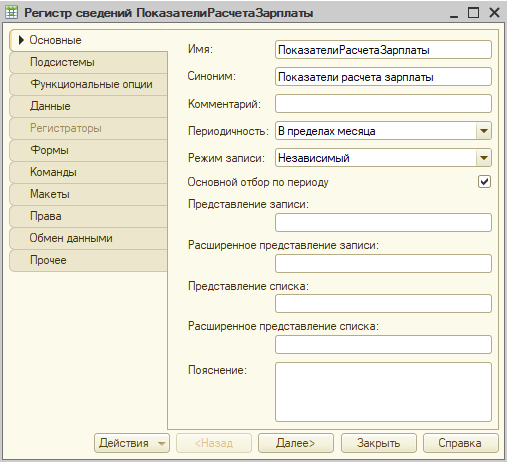 Регистр сведений ПоказателиРасчетаЗарплаты
Основные
Подсистемы
Функциональные опции
Данные
Регистраторы
Формы
Команды
Макеты
Права
Обмен данными
Прочее
Имя: ПоказателиРасчетаЗарплаты
Синоним: Показатели расчета зарплаты
Комментарий:
Периодичность: В пределах месяца
Режим записи: Независимый
Основной отбор по периоду
Представление записи:
Расширенное представление записи:
Представление списка:
Расширенное представление списка:
Пояснение:
Действия <Назад Далее> Закрыть Справка